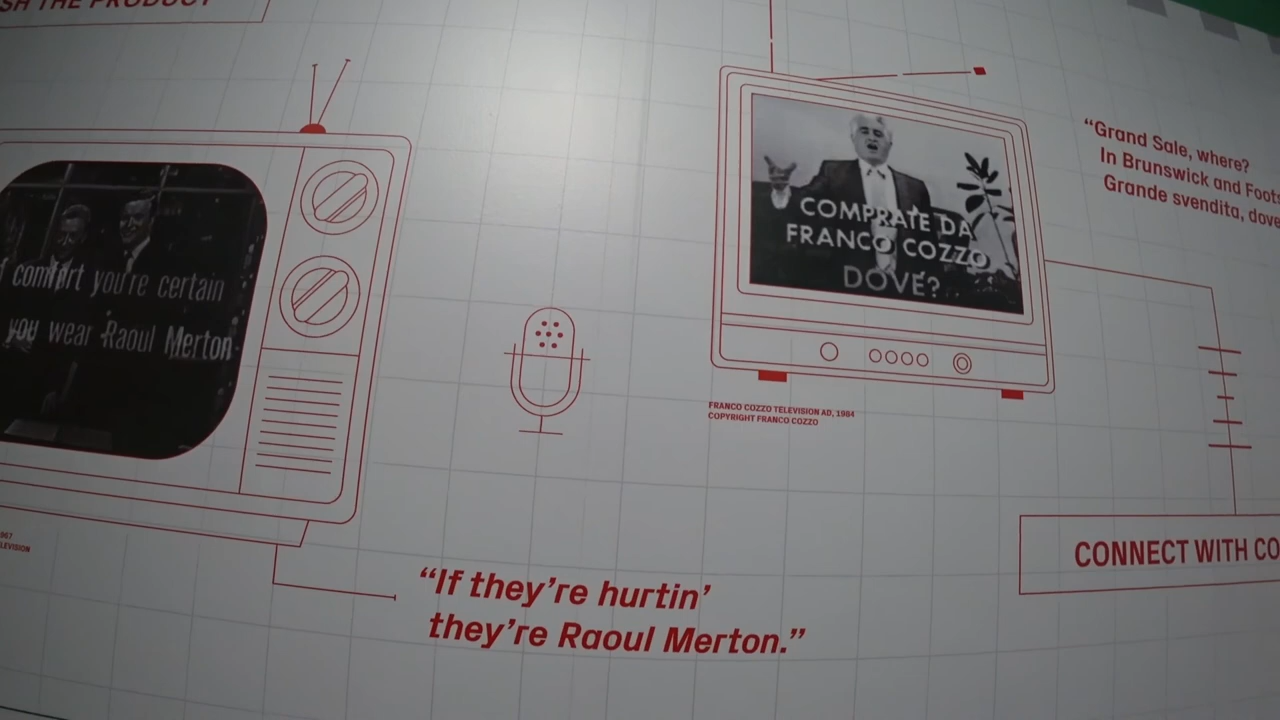 SH THE PRODUCT
f comfort you're certain
you wear Raoul Merton
967
LEVISION
“If they’re hurtin’
they’re Raoul Merton.”
COMPRATE DA
FRANCO COZZO
DOVE?
FRANCO COZZO TELEVISION AD, 1984
COPYRIGHT FRANCO COZZO
“Grand Sale, where?
In Brunswick and Foots
Grande svendita, dove
CONNECT WITH CO